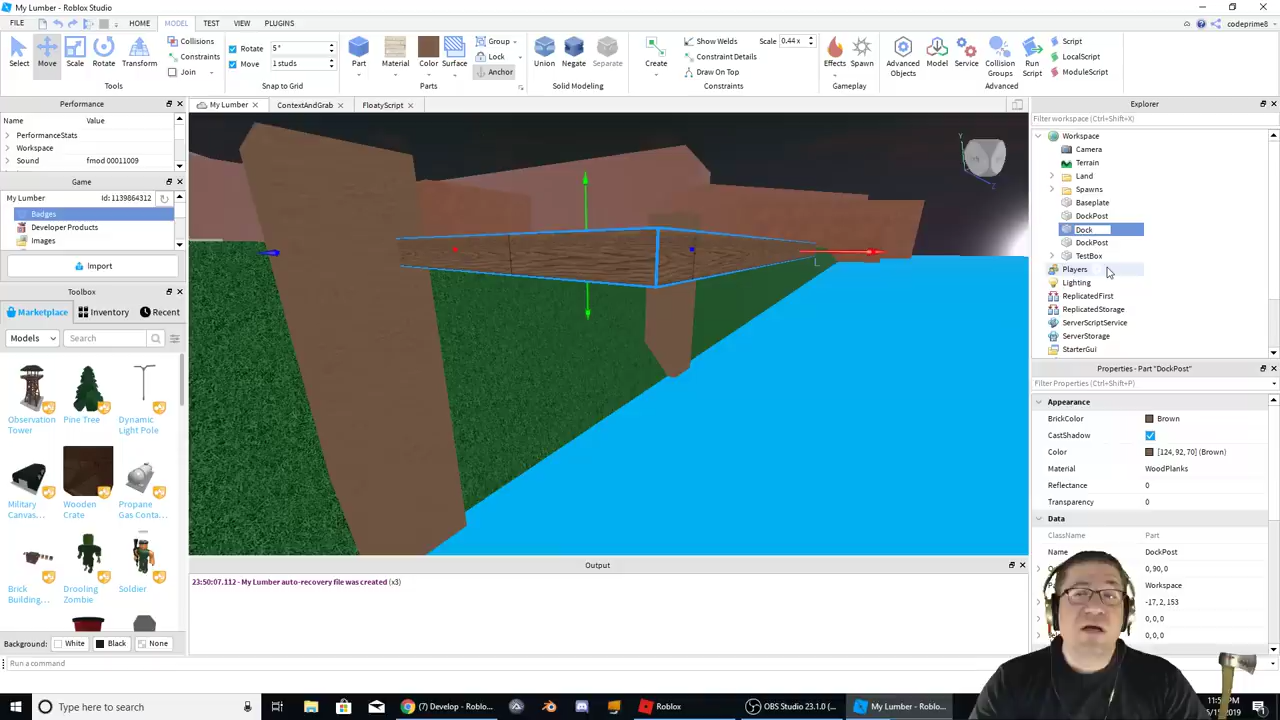 My Lumber - Roblox Studio
FILE HOME MODEL TEST VIEW PLUGINS codeprime8
Select Move Scale Rotate Transform
Collisions
Constraints
Join
Tools
Rotate 5°
Move 1 studs
Snap to Grid
Part Material Color Surface
Group
Lock
Anchor
Parts
Union Negate Separate
Solid Modeling
Create
Show Welds
Constraint Details
Draw On Top
Scale 0.44 x
Constraints
Effects Spawn
Gameplay
Advanced Objects Model Service Collision Groups Run Script
Script
LocalScript
ModuleScript
Advanced
Performance
Name Value
PerformanceStats
Workspace
Sound fmod 00011009
Game
My Lumber Id: 1139864312
Badges
Developer Products
Images
Import
Toolbox
Marketplace Inventory Recent
Models Search
Observation Tower
Pine Tree
Dynamic Light Pole
Military Canvas...
Wooden Crate
Propane Gas Conta...
Brick Building,...
Drooling Zombie
Soldier
Background: White Black None
Run a command
My Lumber ContextAndGrab FloatyScript
Y
Z
L
Output
23:50:07.112 - My Lumber auto-recovery file was created (x3)
Explorer
Filter workspace (Ctrl+Shift+X)
Workspace
Camera
Terrain
Land
Spawns
Baseplate
DockPost
Dock
DockPost
TestBox
Players
Lighting
ReplicatedFirst
ReplicatedStorage
ServerScriptService
ServerStorage
StarterGui
Properties - Part "DockPost"
Filter Properties (Ctrl+Shift+P)
Appearance
BrickColor Brown
CastShadow
Color [124, 92, 70] (Brown)
Material WoodPlanks
Reflectance 0
Transparency 0
Data
ClassName Part
Name DockPost
0, 90, 0
Workspace
-17, 2, 153
0, 0, 0
0, 0, 0
Type here to search
(7) Develop - Roblo...
Roblox
OBS Studio 23.1.0 (...
My Lumber - Roblox...